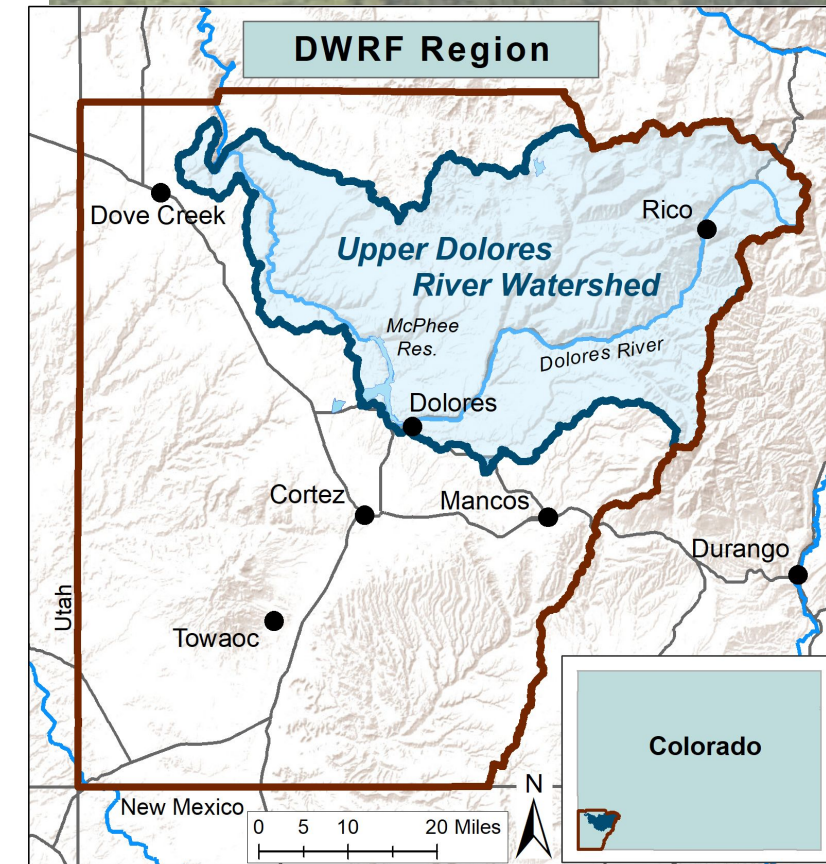 DWRF Region
Dove Creek
Rico
Upper Dolores
River Watershed
McPhee
Res.
Dolores River
Dolores
Cortez
Mancos
Durango
Utah
Towaoc
Colorado
New Mexico
N
0 5 10 20 Miles